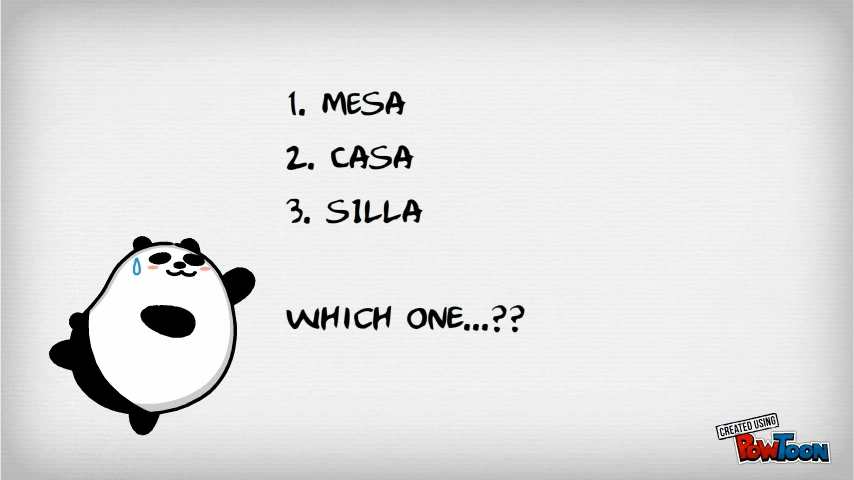 1. MESA
2. CASA
3. SILLA
WHICH ONE...??
CREATED USING
POWTOON